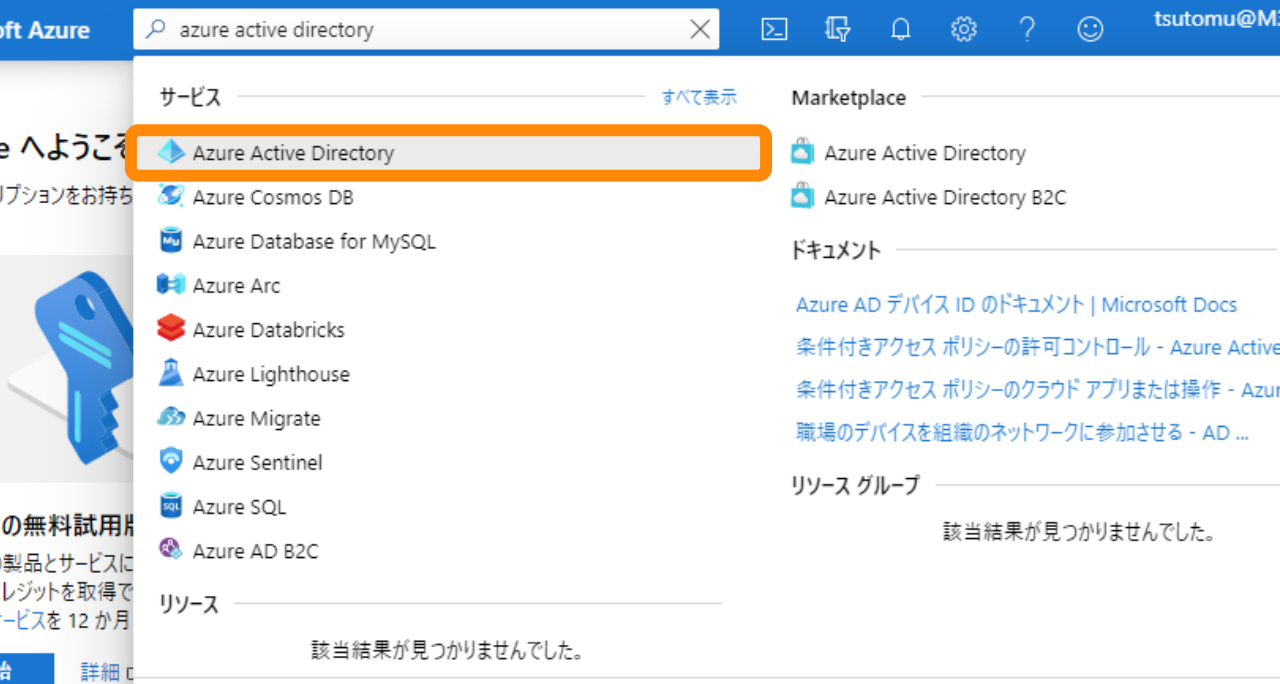 Azure
azure active directory
tsutomu@M3
サービス
すべて表示
Azure Active Directory
Azure Cosmos DB
Azure Database for MySQL
Azure Arc
Azure Databricks
Azure Lighthouse
Azure Migrate
Azure Sentinel
Azure SQL
Azure AD B2C
リソース
該当結果が見つかりませんでした。
Marketplace
Azure Active Directory
Azure Active Directory B2C
ドキュメント
Azure AD デバイス ID のドキュメント | Microsoft Docs
条件付きアクセス ポリシーの許可コントロール - Azure Active
条件付きアクセス ポリシーのクラウド アプリまたは操作 - Azur
職場のデバイスを組織のネットワークに参加させる - AD ...
リソース グループ
該当結果が見つかりませんでした。
e へようこそ
プションをお持ち
の無料試用版
製品とサービスに
レジットを取得で
ービスを 12 か月
始
詳細